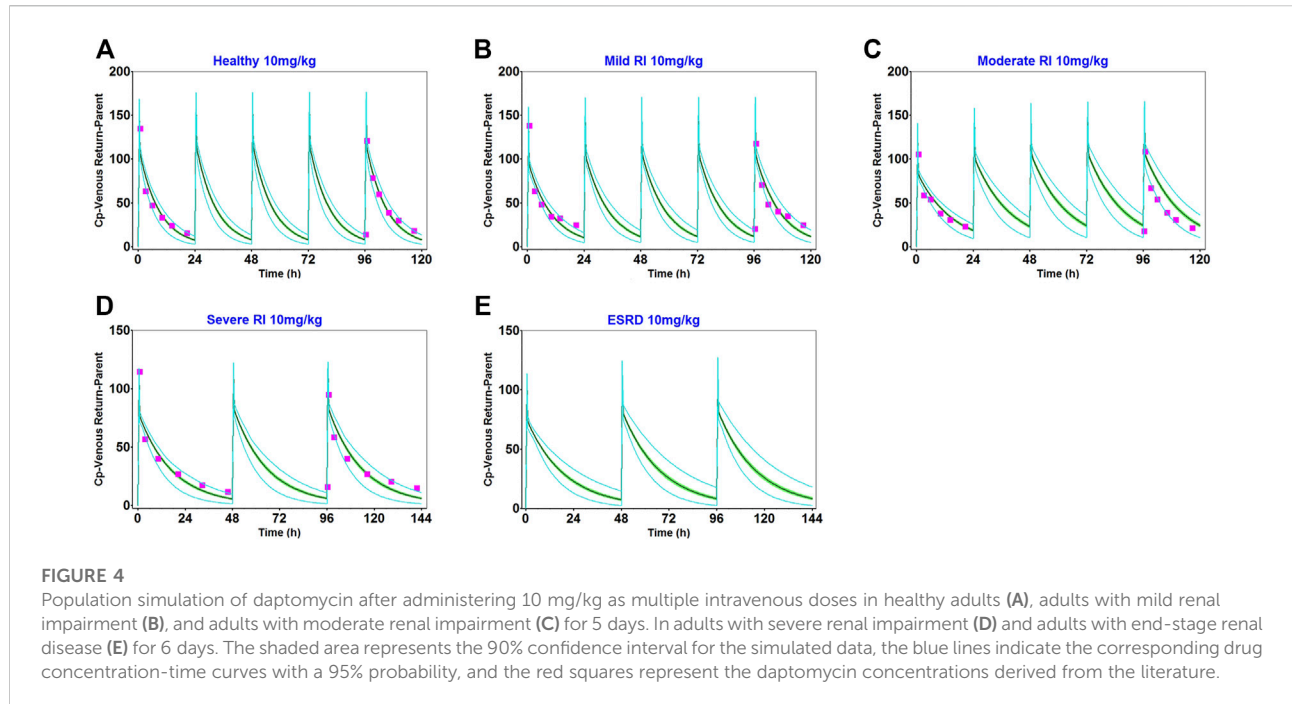 A
Healthy 10mg/kg
Cp-Venous Return-Parent
200
150
100
50
0
0 24 48 72 96 120
Time (h)
B
Mild RI 10mg/kg
Cp-Venous Return-Parent
200
150
100
50
0
0 24 48 72 96 120
Time (h)
C
Moderate RI 10mg/kg
Cp-Venous Return-Parent
200
150
100
50
0
0 24 48 72 96 120
Time (h)
D
Severe RI 10mg/kg
Cp-Venous Return-Parent
150
100
50
0
0 24 48 72 96 120 144
Time (h)
E
ESRD 10mg/kg
Cp-Venous Return-Parent
150
100
50
0
0 24 48 72 96 120 144
Time (h)
FIGURE 4
Population simulation of daptomycin after administering 10 mg/kg as multiple intravenous doses in healthy adults (A), adults with mild renal
impairment (B), and adults with moderate renal impairment (C) for 5 days. In adults with severe renal impairment (D) and adults with end-stage renal
disease (E) for 6 days. The shaded area represents the 90% confidence interval for the simulated data, the blue lines indicate the corresponding drug
concentration-time curves with a 95% probability, and the red squares represent the daptomycin concentrations derived from the literature.